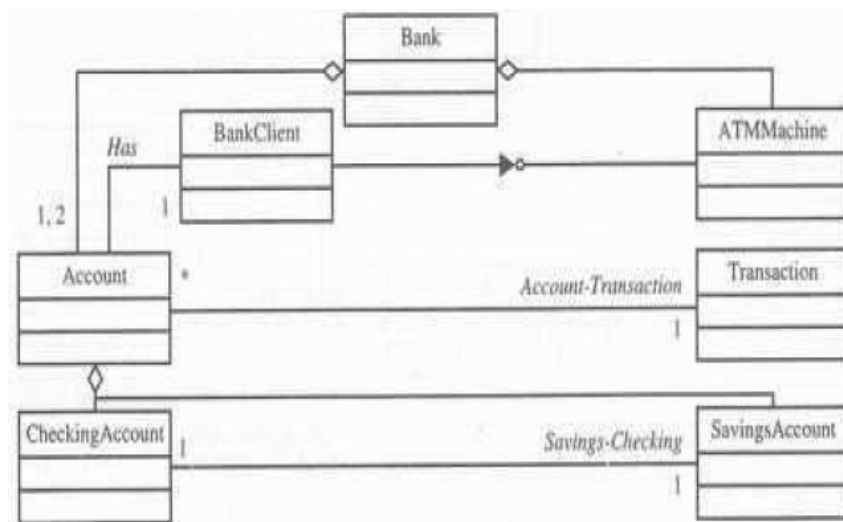 Bank
BankClient
ATMMachine
Has
1
1, 2
Account
*
Account-Transaction
1
Transaction
CheckingAccount
1
Savings-Checking
1
SavingsAccount